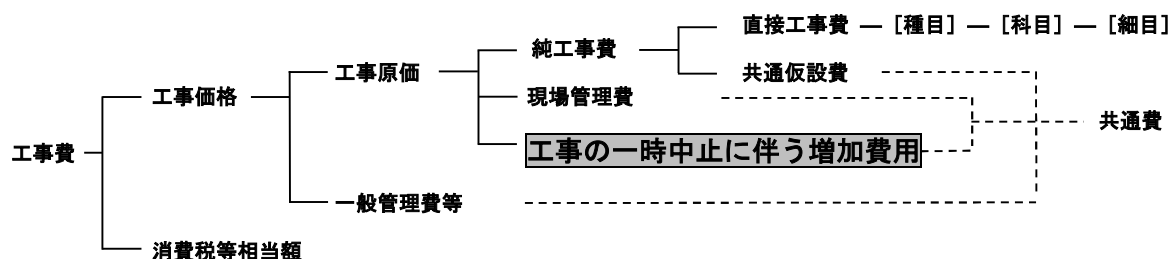 直接工事費 ― [種目] ― [科目] ― [細目]
純工事費
工事原価
共通仮設費
工事価格
現場管理費
共通費
工事費
工事の一時中止に伴う増加費用
一般管理費等
消費税等相当額